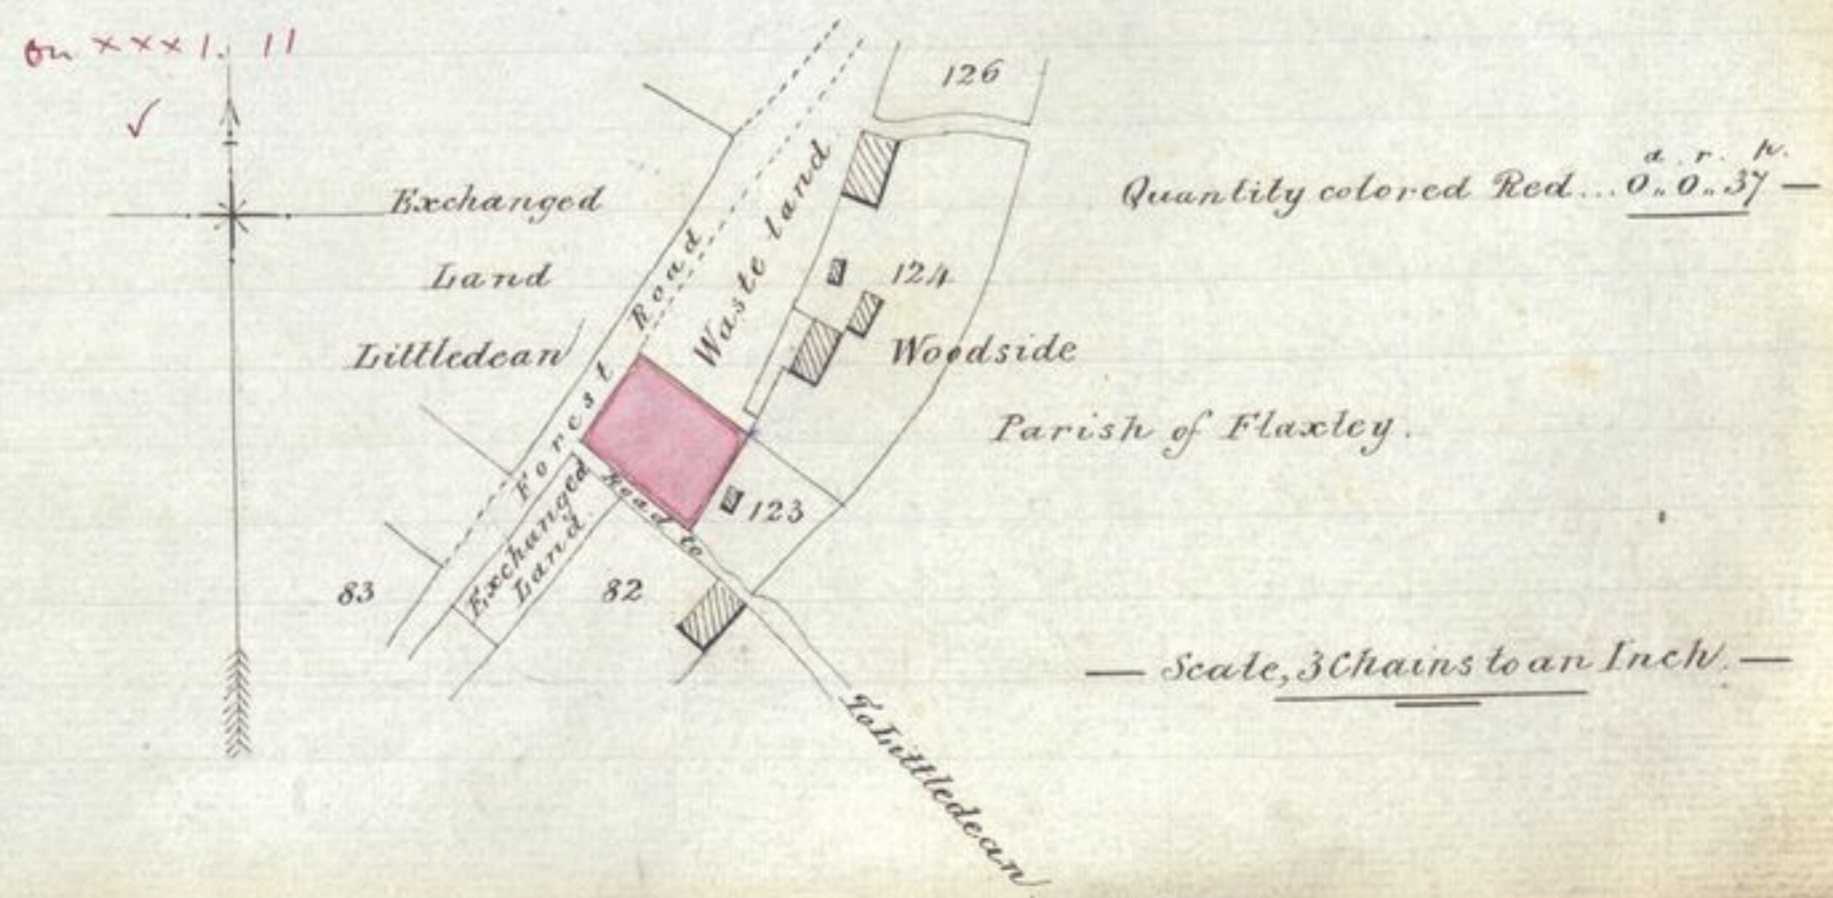 on xxx1. 11
126
a. r. p.
Quantity colored Red... 0.. 0.. 37 —
Exchanged
Land
Littledean
Forest Road
Waste land
124
Woodside
Parish of Flaxley.
123
Exchanged
Land.
Road to
83
82
— Scale, 3 Chains to an Inch. —
To Littledean